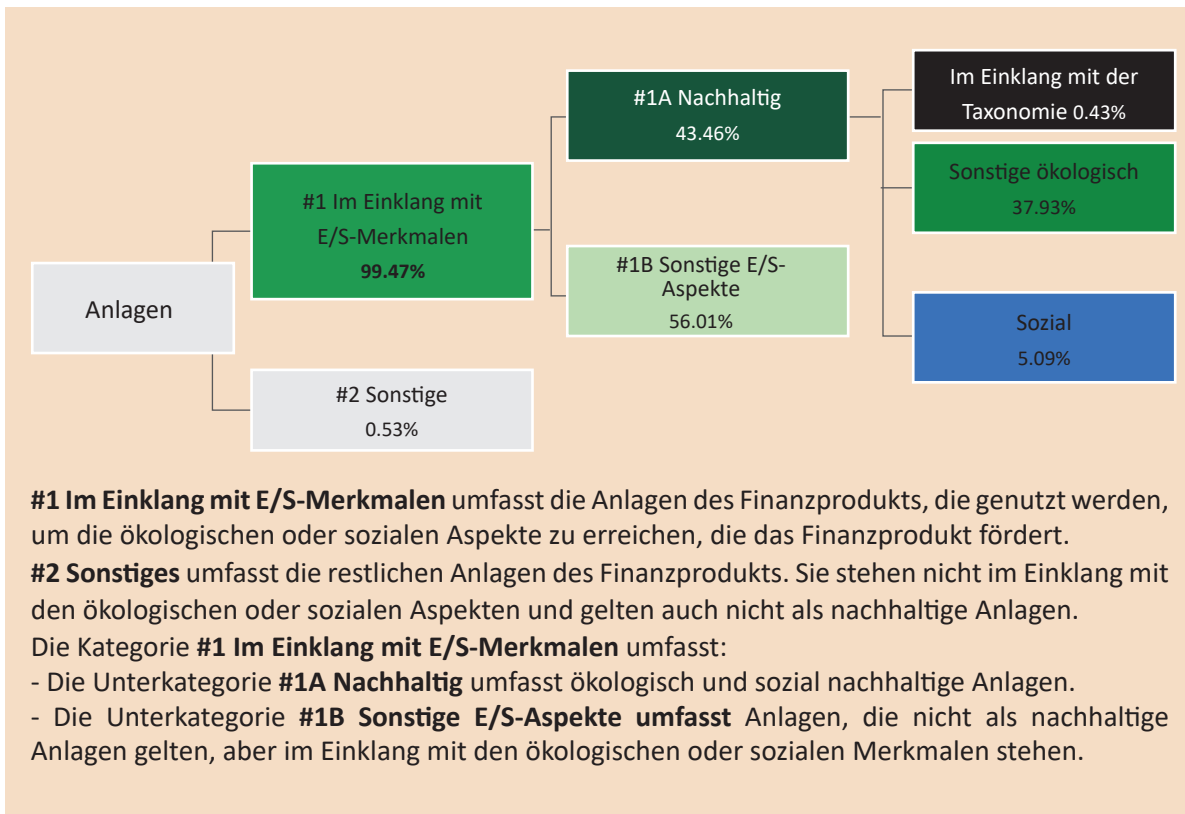 Anlagen
#1 Im Einklang mit
E/S-Merkmalen
99.47%
#2 Sonstige
0.53%
#1A Nachhaltig
43.46%
#1B Sonstige E/S-
Aspekte
56.01%
Im Einklang mit der
Taxonomie 0.43%
Sonstige ökologisch
37.93%
Sozial
5.09%
#1 Im Einklang mit E/S-Merkmalen umfasst die Anlagen des Finanzprodukts, die genutzt werden,
um die ökologischen oder sozialen Aspekte zu erreichen, die das Finanzprodukt fördert.
#2 Sonstiges umfasst die restlichen Anlagen des Finanzprodukts. Sie stehen nicht im Einklang mit
den ökologischen oder sozialen Aspekten und gelten auch nicht als nachhaltige Anlagen.
Die Kategorie #1 Im Einklang mit E/S-Merkmalen umfasst:
- Die Unterkategorie #1A Nachhaltig umfasst ökologisch und sozial nachhaltige Anlagen.
- Die Unterkategorie #1B Sonstige E/S-Aspekte umfasst Anlagen, die nicht als nachhaltige
Anlagen gelten, aber im Einklang mit den ökologischen oder sozialen Merkmalen stehen.